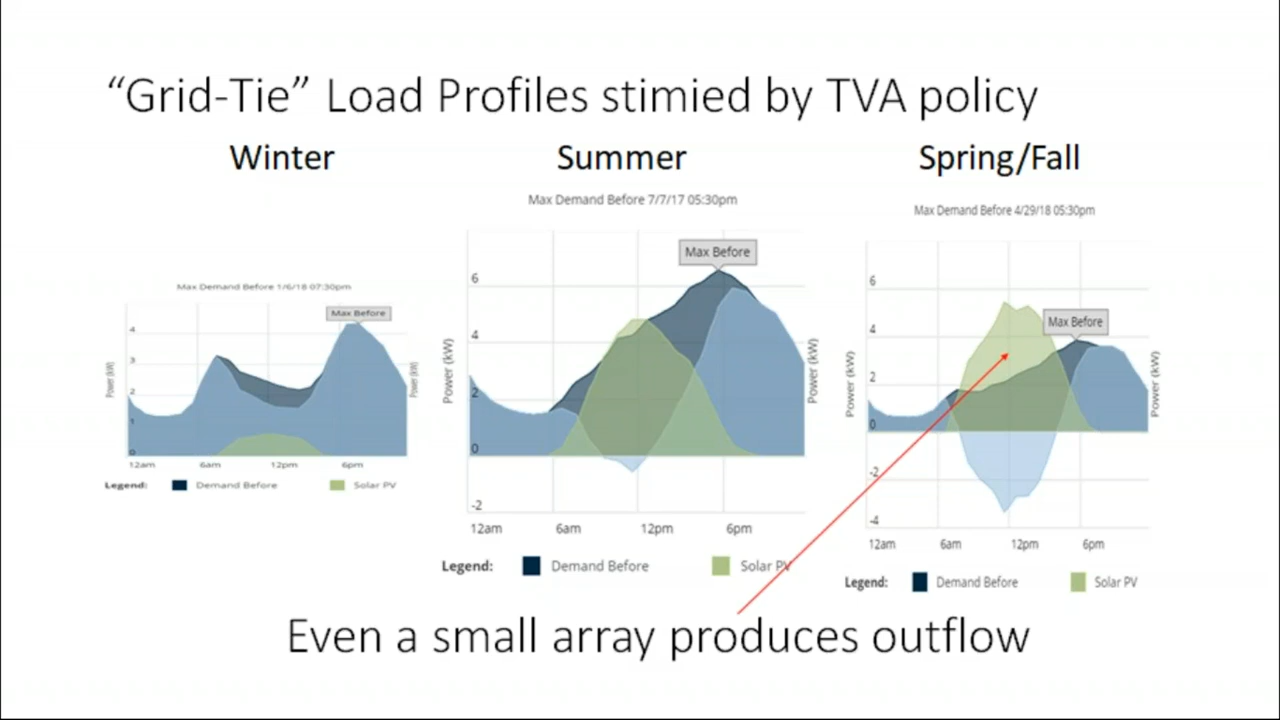 “Grid-Tie” Load Profiles stimied by TVA policy
Winter
Summer
Spring/Fall
Max Demand Before 1/6/18 07:30pm
Max Before
Power (kW)
4
3
2
1
0
Power (kW)
12am 6am 12pm 6pm
Legend: Demand Before Solar PV
Max Demand Before 7/7/17 05:30pm
Max Before
Power (kW)
6
4
2
0
-2
Power (kW)
12am 6am 12pm 6pm
Legend: Demand Before Solar PV
Max Demand Before 4/29/18 05:30pm
Max Before
Power (kW)
6
4
2
0
-2
-4
Power (kW)
12am 6am 12pm 6pm
Legend: Demand Before Solar PV
Even a small array produces outflow